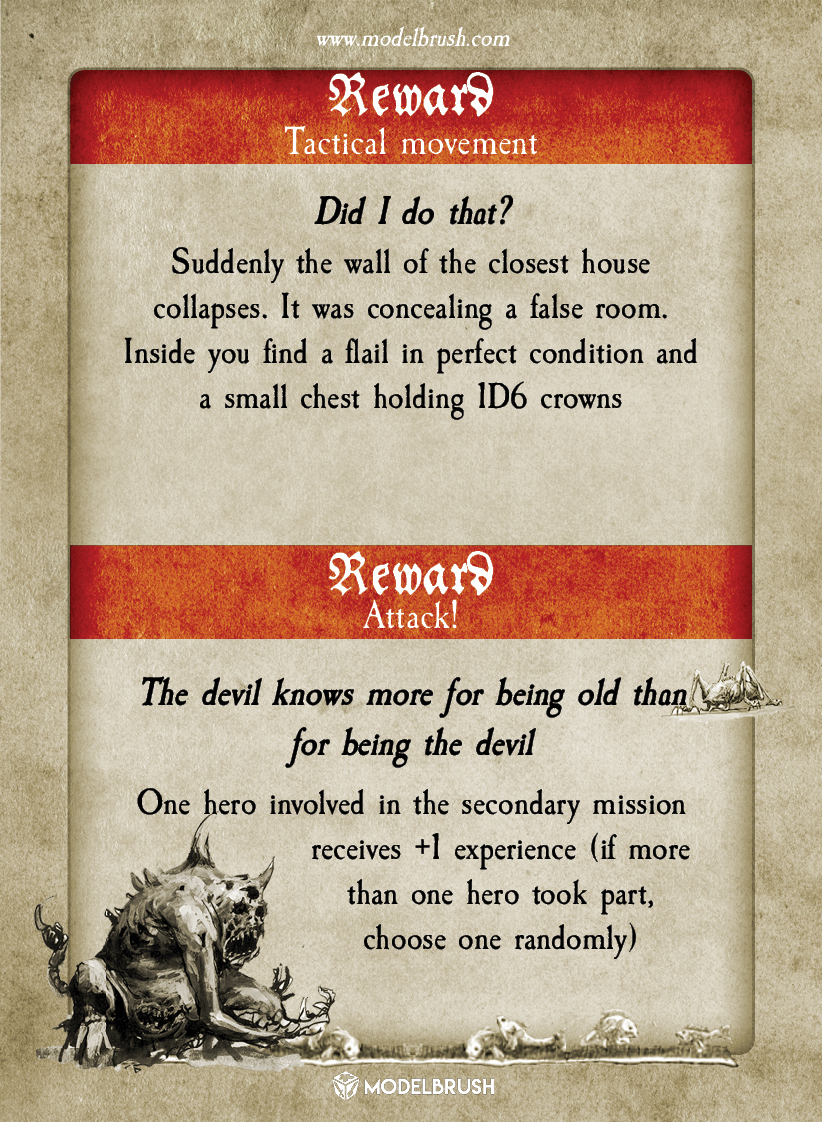 www.modelbrush.com
Reward
Tactical movement
Did I do that?
Suddenly the wall of the closest house
collapses. It was concealing a false room.
Inside you find a flail in perfect condition and
a small chest holding 1D6 crowns
Reward
Attack!
The devil knows more for being old than
for being the devil
One hero involved in the secondary mission
receives +1 experience (if more
than one hero took part,
choose one randomly)
MODELBRUSH